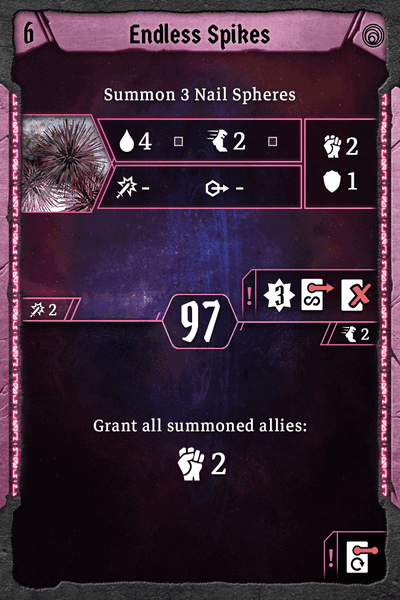 6 Endless Spikes
Summon 3 Nail Spheres
4 2 2
- - 1
3
2 97 2
Grant all summoned allies:
2